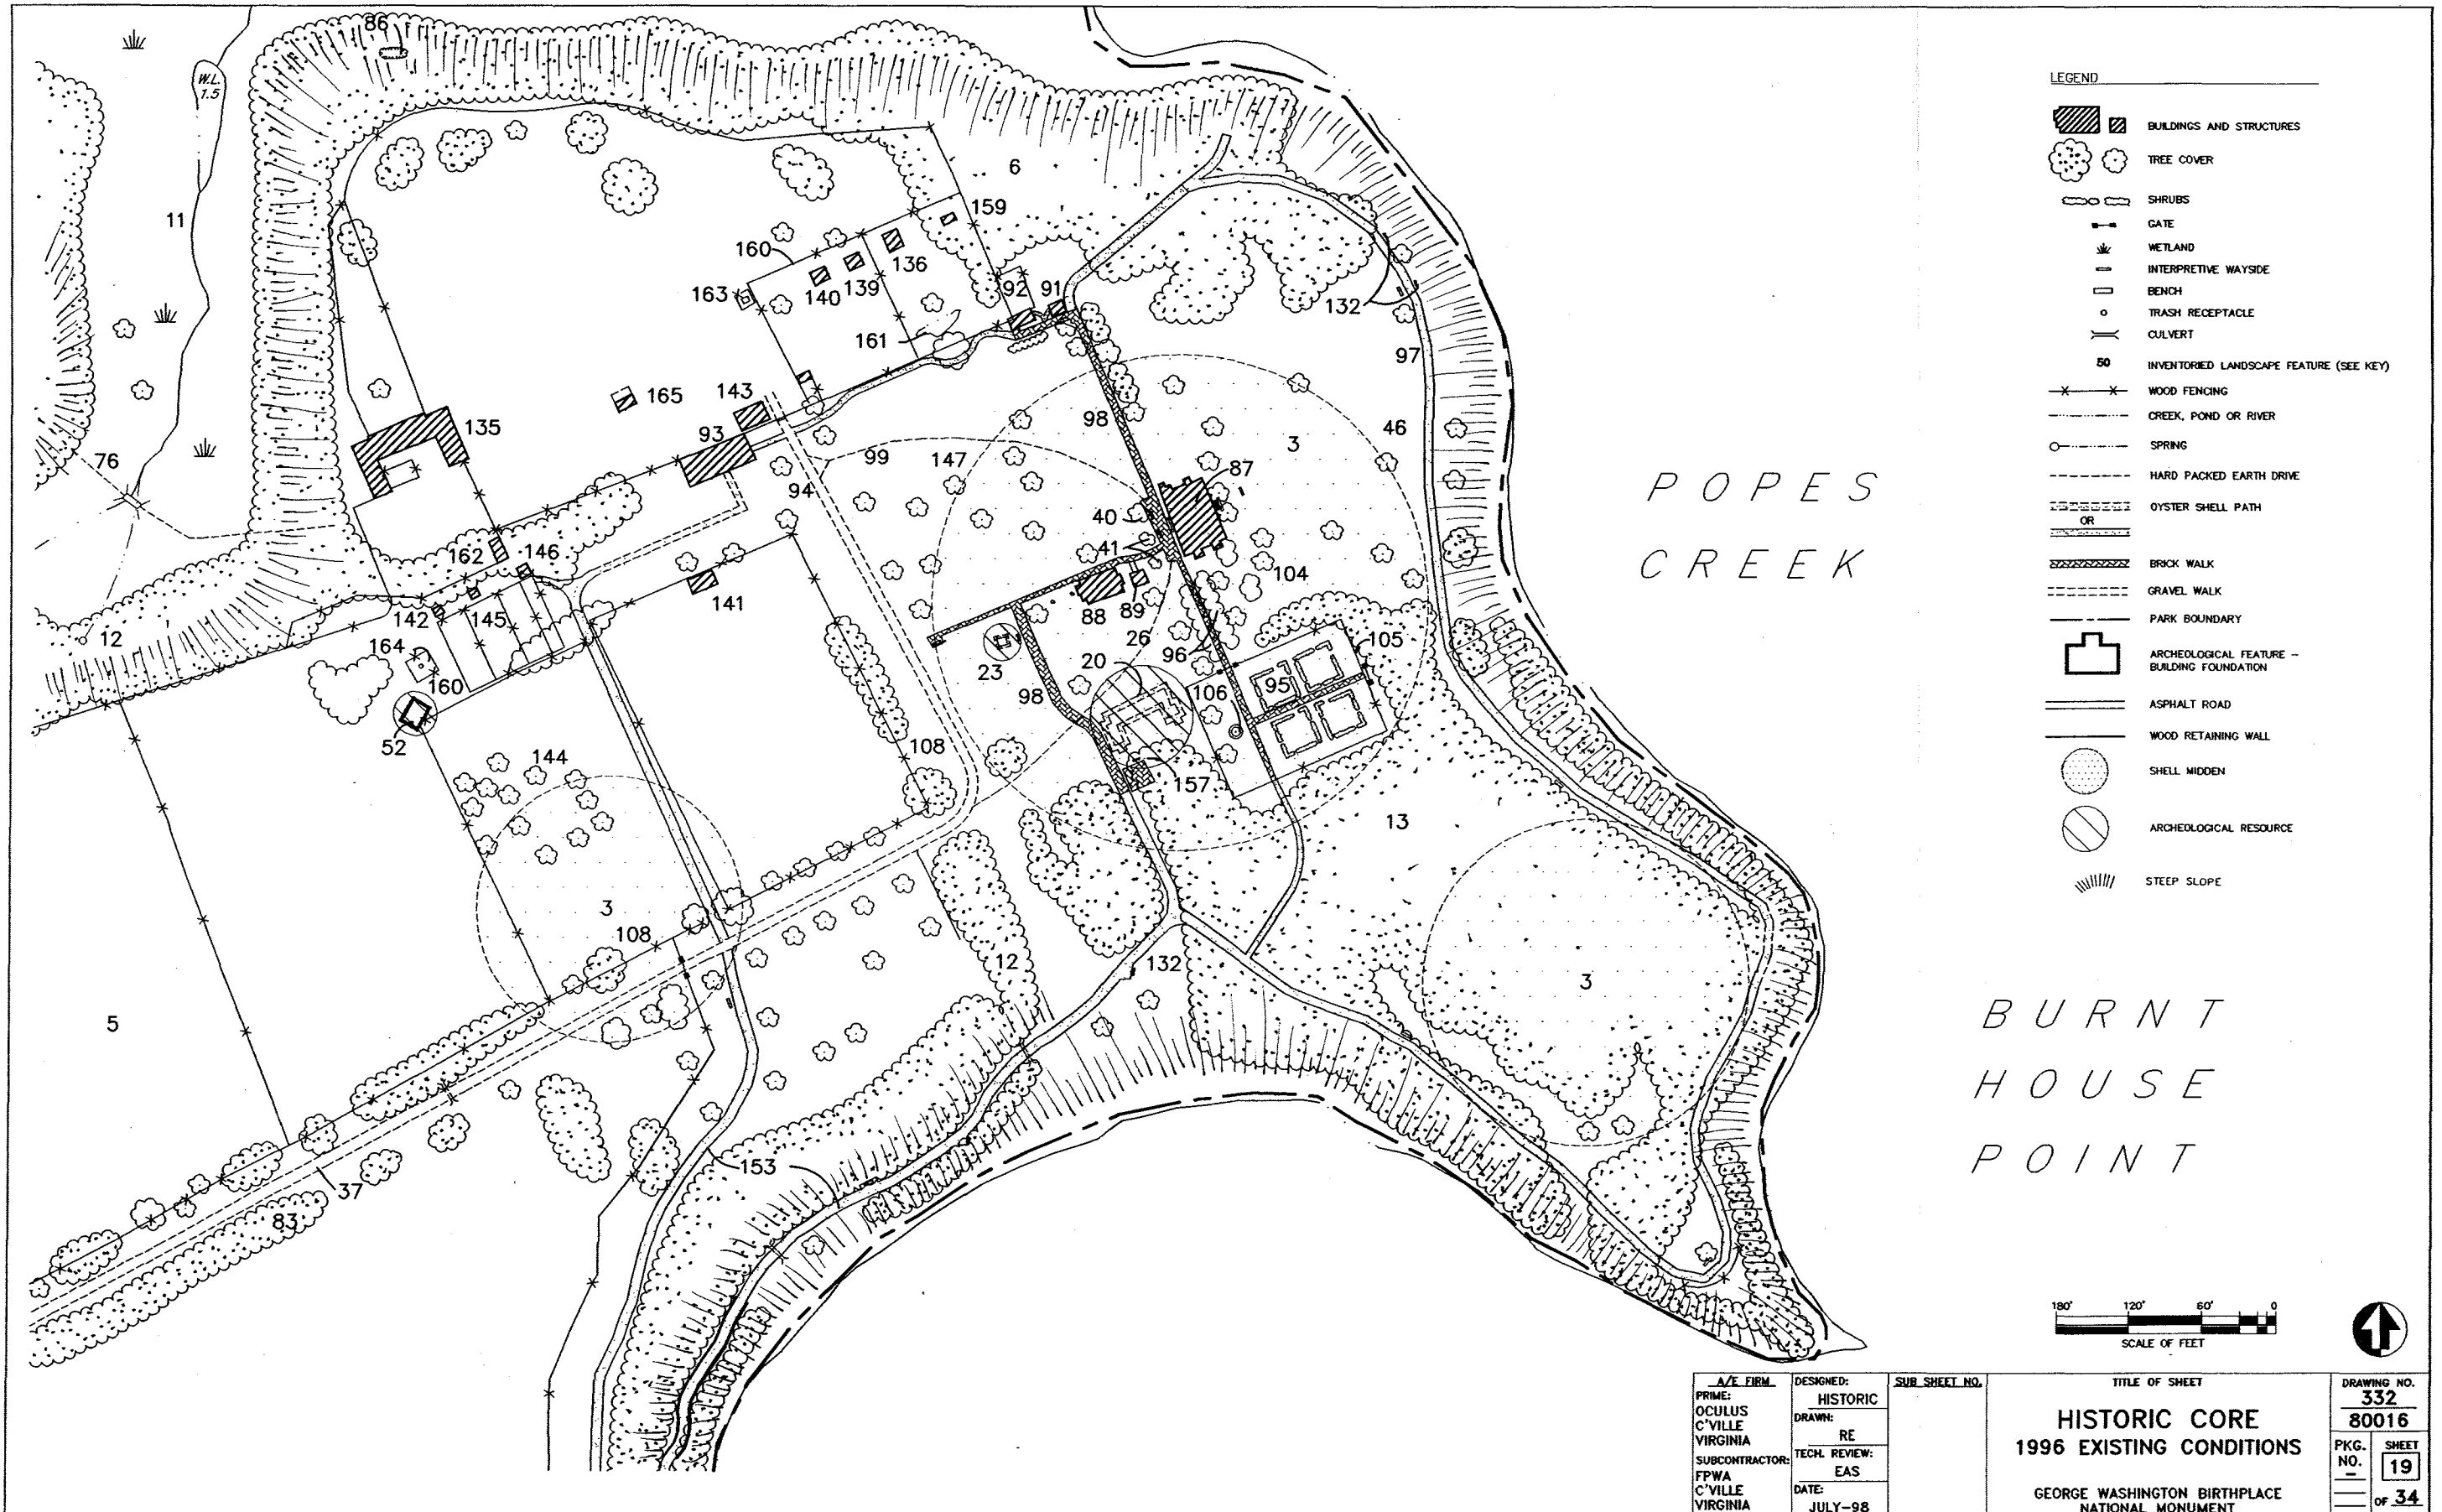 86
W.L.
1.5
11
6
159
160
136
163
140
139
92
91
132
161
97
165
143
98
135
93
3
46
76
99
147
87
94
40
162
146
41
104
141
88
89
142
145
12
164
23
20
26
96
105
160
98
106
95
52
108
144
157
13
3
108
12
132
3
5
153
37
83
POPES
CREEK
BURNT
HOUSE
POINT
LEGEND
BUILDINGS AND STRUCTURES
TREE COVER
SHRUBS
GATE
WETLAND
INTERPRETIVE WAYSIDE
BENCH
TRASH RECEPTACLE
CULVERT
50 INVENTORIED LANDSCAPE FEATURE (SEE KEY)
WOOD FENCING
CREEK, POND OR RIVER
SPRING
HARD PACKED EARTH DRIVE
OYSTER SHELL PATH
OR
BRICK WALK
GRAVEL WALK
PARK BOUNDARY
ARCHEOLOGICAL FEATURE –
BUILDING FOUNDATION
ASPHALT ROAD
WOOD RETAINING WALL
SHELL MIDDEN
ARCHEOLOGICAL RESOURCE
STEEP SLOPE
180' 120' 60' 0
SCALE OF FEET
A/E FIRM
PRIME:
OCULUS
C'VILLE
VIRGINIA
SUBCONTRACTOR:
FPWA
C'VILLE
VIRGINIA
DESIGNED:
HISTORIC
DRAWN:
RE
TECH. REVIEW:
EAS
DATE:
JULY-98
SUB SHEET NO.
TITLE OF SHEET
HISTORIC CORE
1996 EXISTING CONDITIONS
GEORGE WASHINGTON BIRTHPLACE
NATIONAL MONUMENT
DRAWING NO.
332
80016
PKG.
NO.
–
SHEET
19
OF 34